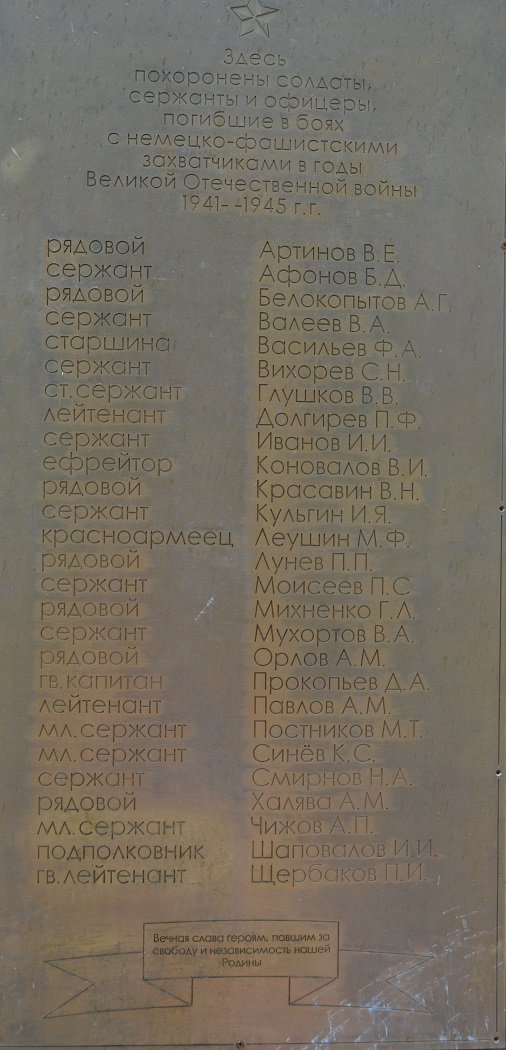 Здесь
похоронены солдаты,
сержанты и офицеры,
погибшие в боях
с немецко-фашистскими
захватчиками в годы
Великой Отечественной войны
1941- -1945 г.г.
рядовой Артинов В.Е.
сержант Афонов Б.Д.
рядовой Белокопытов А.Г.
сержант Валеев В.А.
старшина Васильев Ф.А.
сержант Вихорев С.Н.
ст.сержант Глушков В.В.
лейтенант Долгирев П.Ф.
сержант Иванов И.И.
ефрейтор Коновалов В.И.
рядовой Красавин В.Н.
сержант Кульгин И.Я.
красноармеец Леушин М.Ф.
рядовой Лунев П.П.
сержант Моисеев П.С
рядовой Михненко Г.Л.
сержант Мухортов В.А.
рядовой Орлов А.М.
гв.капитан Прокопьев Д.А.
лейтенант Павлов А.М.
мл.сержант Постников М.Т.
мл.сержант Синёв К.С.
сержант Смирнов Н.А.
рядовой Халява А.М.
мл.сержант Чижов А.П.
подполковник Шаповалов И.И.
гв.лейтенант Щербаков П.И.
Вечная слава героям, павшим за
свободу и независимость нашей
Родины